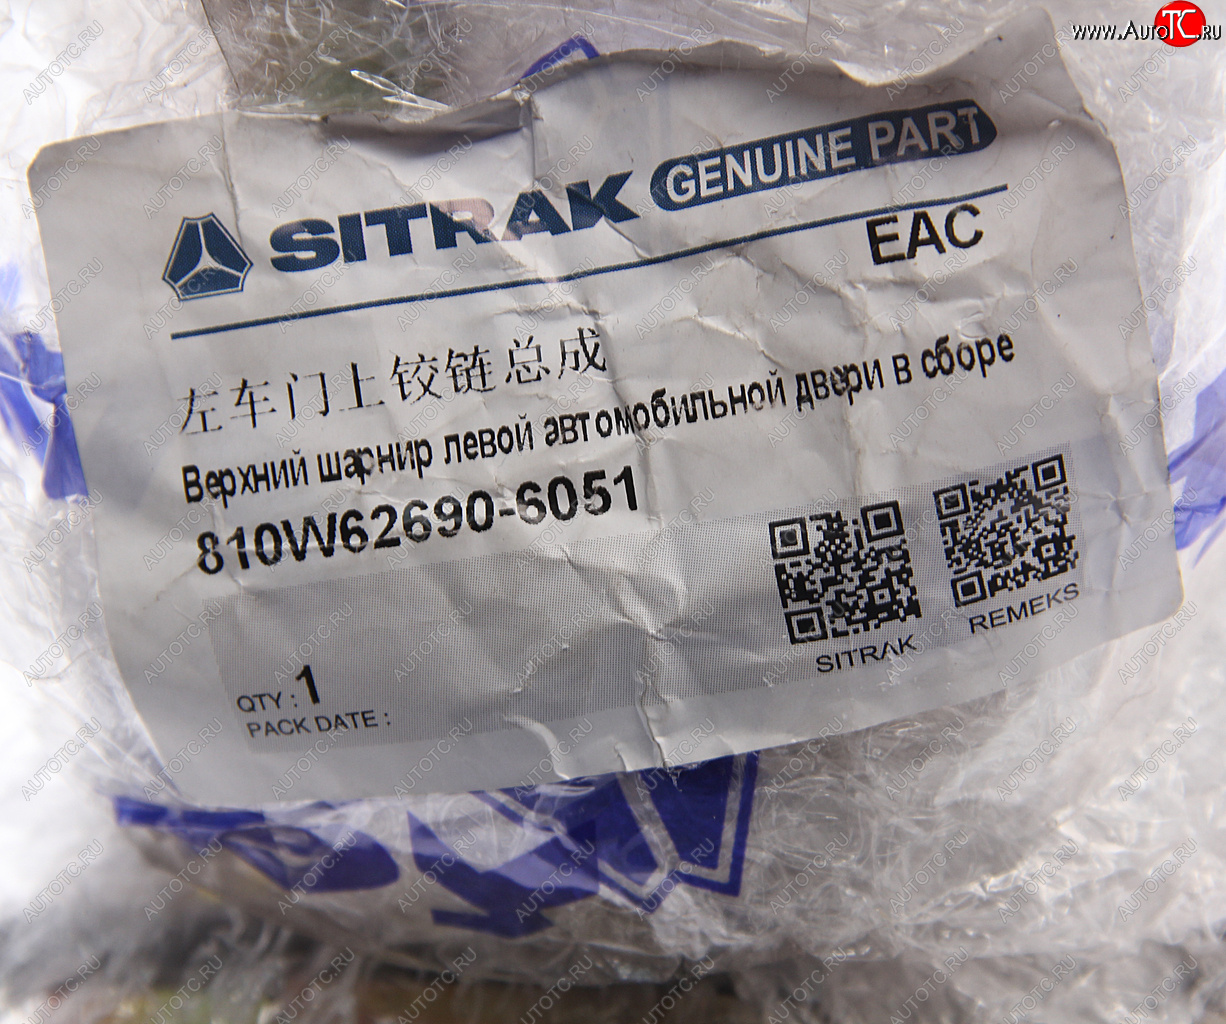 www.AutoTC.ru
SITRAK GENUINE PART
EAC
左车门上铰链总成
Верхний шарнир левой автомобильной двери в сборе
810W62690-6051
QTY : 1
PACK DATE :
SITRAK
REMEKS